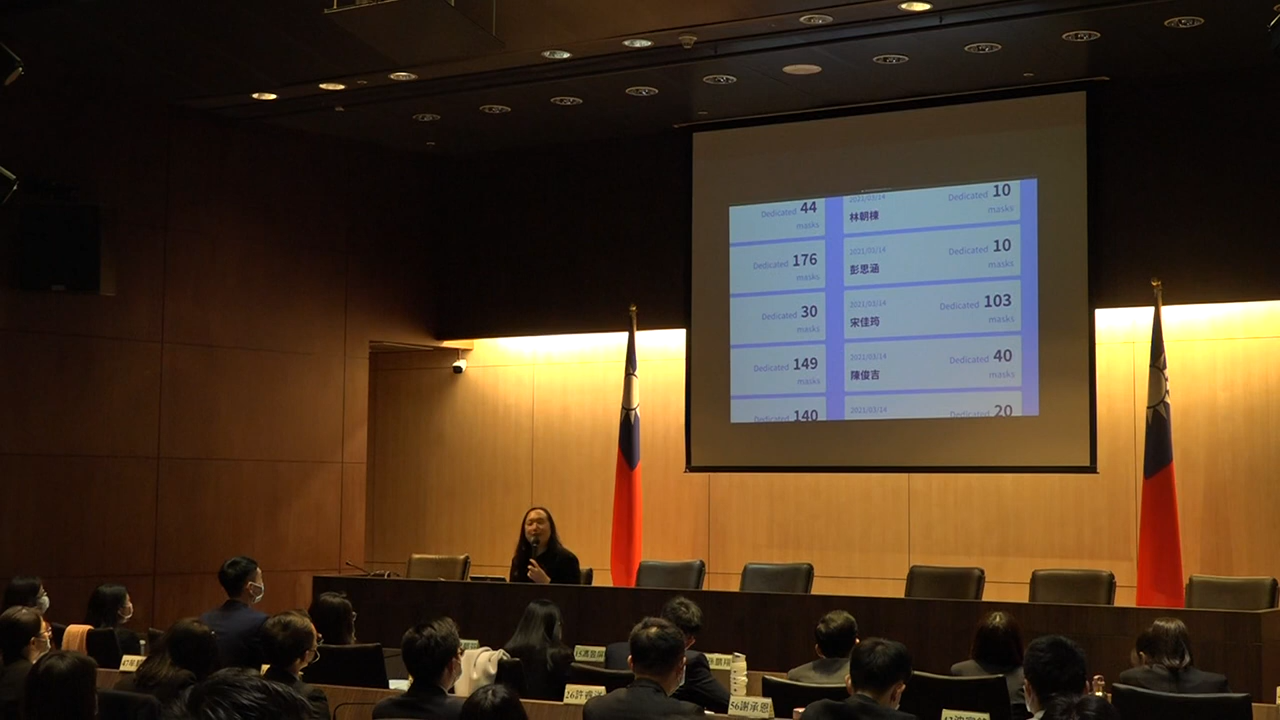 Dedicated 44
masks
Dedicated 176
masks
Dedicated 30
masks
Dedicated 149
masks
Dedicated 140
2021/03/14
Dedicated 10
林朝棟
masks
2021/03/14
Dedicated 10
彭思涵
masks
2021/03/14
Dedicated 103
宋佳筠
masks
2021/03/14
Dedicated 40
陳俊吉
masks
2021/03/14
Dedicated 20
56謝承恩